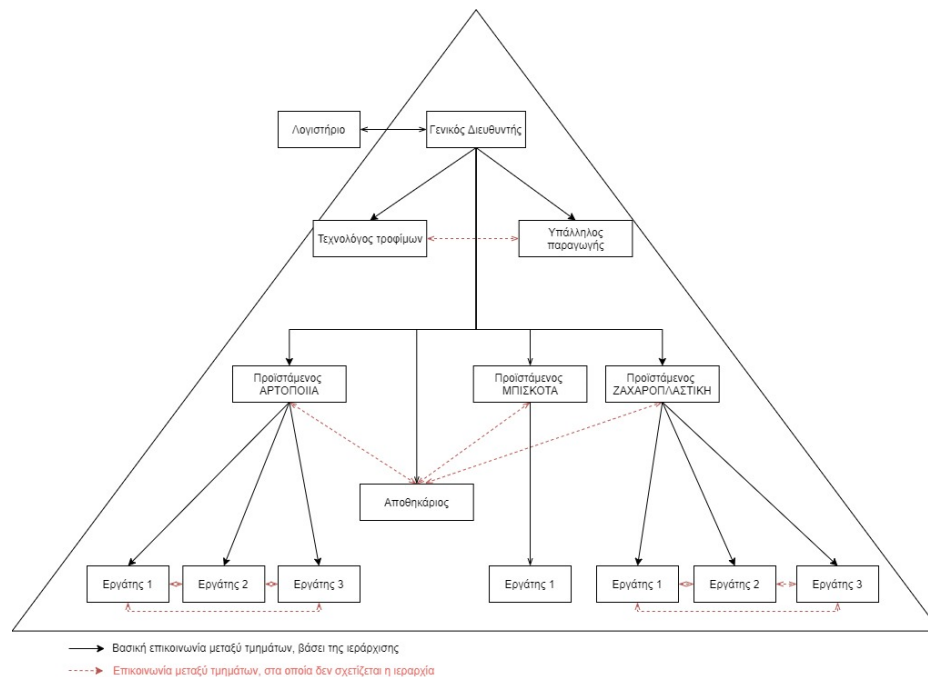 Λογιστήριο
Γενικός Διευθυντής
Τεχνολόγος τροφίμων
Υπάλληλος
παραγωγής
Προϊστάμενος
ΑΡΤΟΠΟΙΙΑ
Προϊστάμενος
ΜΠΙΣΚΟΤΑ
Προϊστάμενος
ΖΑΧΑΡΟΠΛΑΣΤΙΚΗ
Αποθηκάριος
Εργάτης 1
Εργάτης 2
Εργάτης 3
Εργάτης 1
Εργάτης 1
Εργάτης 2
Εργάτης 3
Βασική επικοινωνία μεταξύ τμημάτων, βάσει της ιεράρχισης
Επικοινωνία μεταξύ τμημάτων, στα οποία δεν σχετίζεται η ιεραρχία